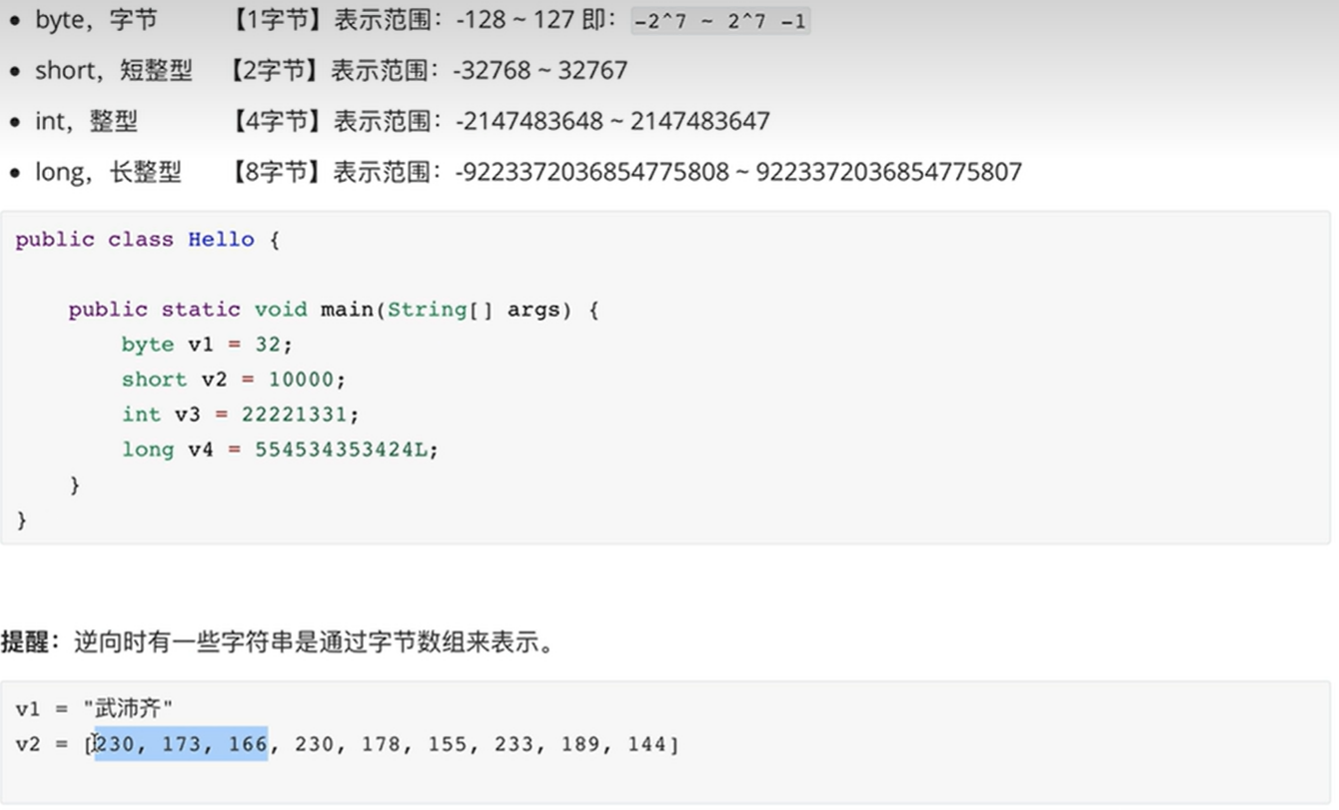 • byte，字节 【1字节】表示范围：-128 ~ 127 即： -2^7 ~ 2^7 -1
• short，短整型 【2字节】表示范围：-32768 ~ 32767
• int，整型 【4字节】表示范围：-2147483648 ~ 2147483647
• long，长整型 【8字节】表示范围：-9223372036854775808 ~ 9223372036854775807
public class Hello {
    public static void main(String[] args) {
        byte v1 = 32;
        short v2 = 10000;
        int v3 = 22221331;
        long v4 = 554534353424L;
    }
}
提醒：逆向时有一些字符串是通过字节数组来表示。
v1 = "武沛齐"
v2 = [230, 173, 166, 230, 178, 155, 233, 189, 144]